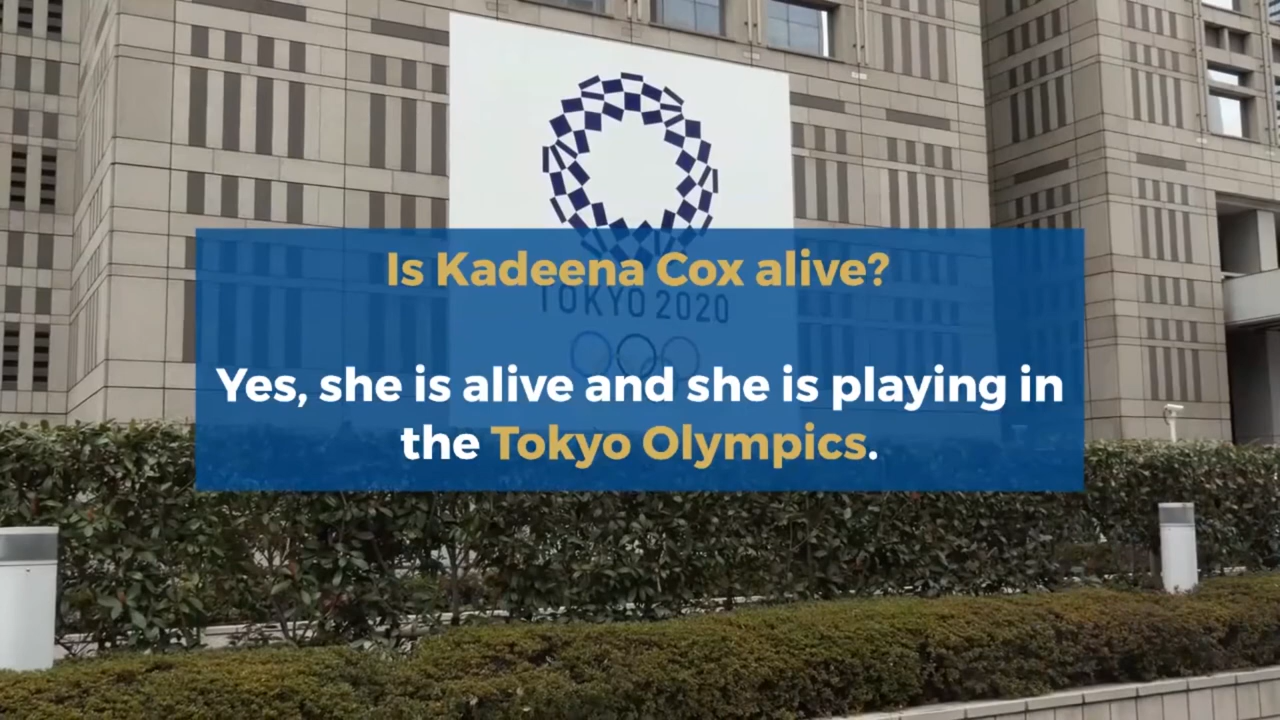 Is Kadeena Cox alive?
TOKYO 2020
Yes, she is alive and she is playing in
the Tokyo Olympics.